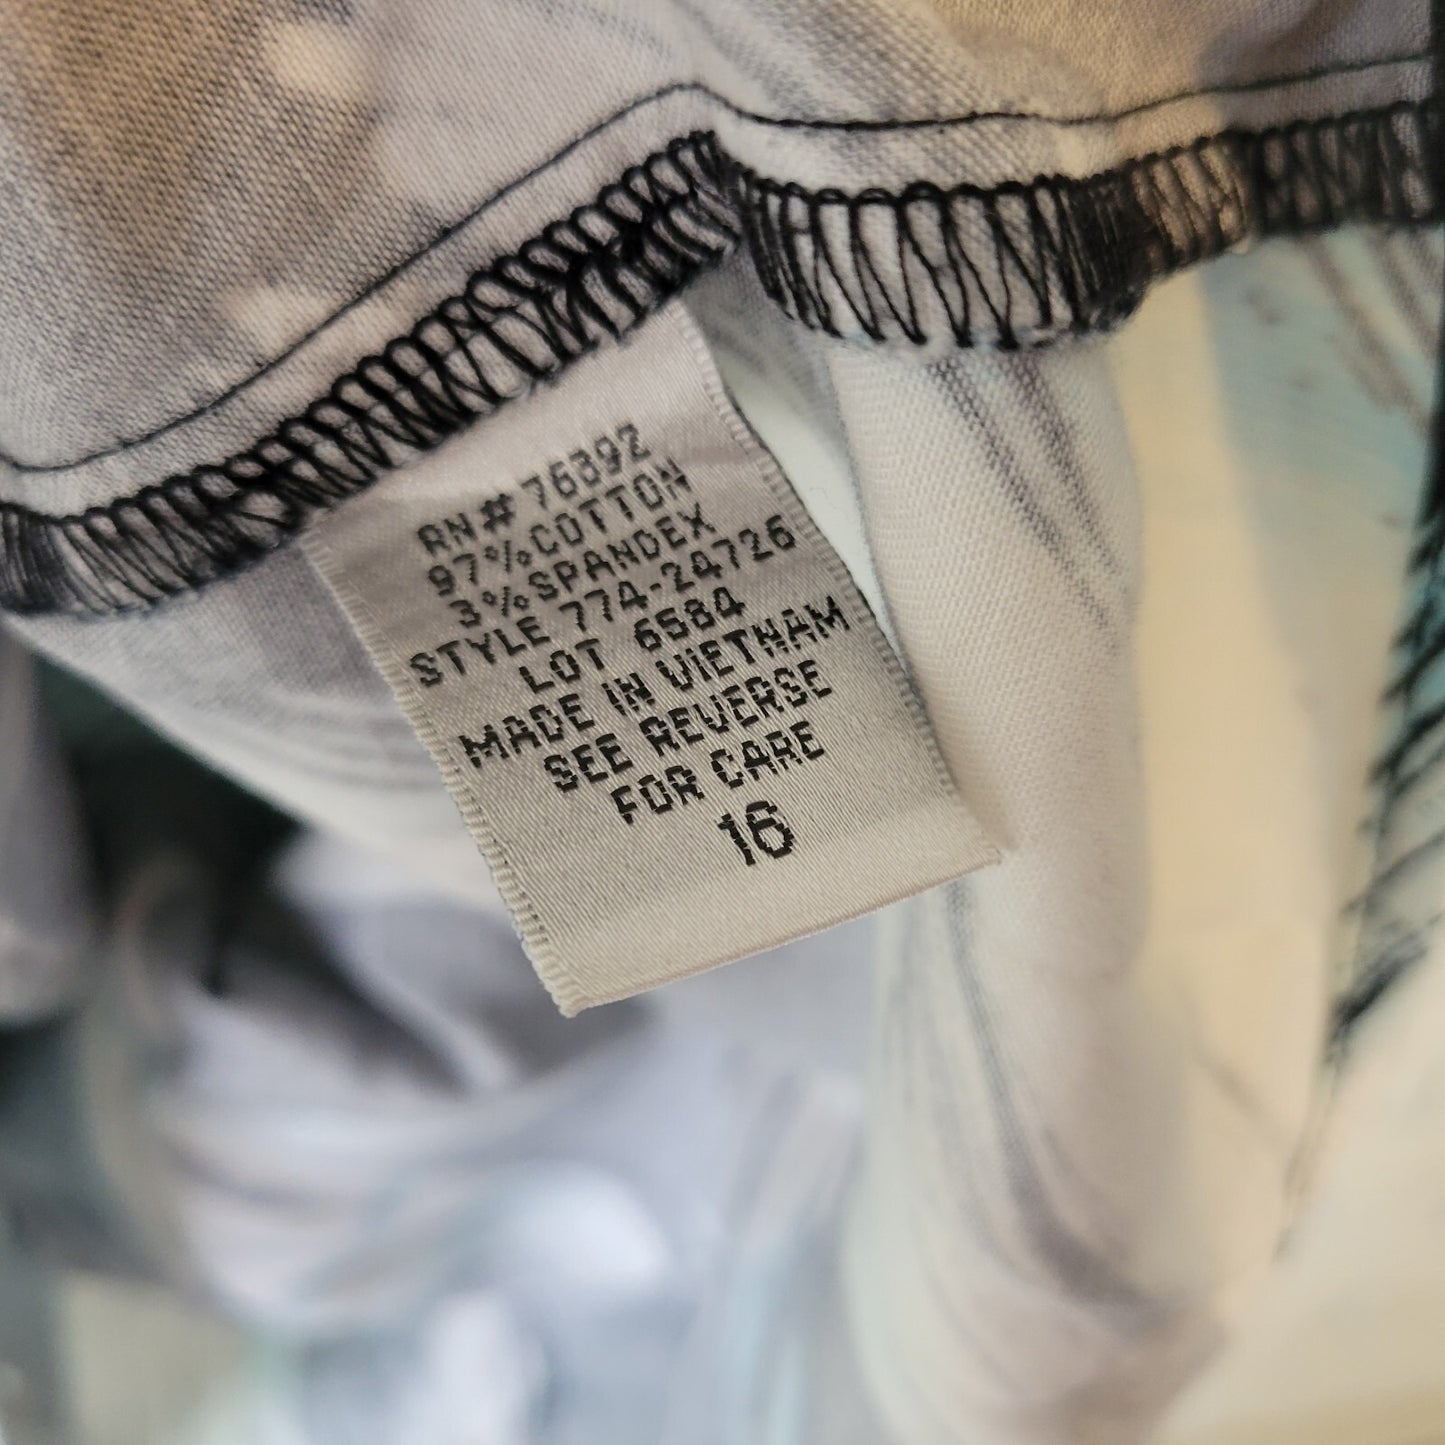 RN# 76392
97%COTTON
3%SPANDEX
STYLE 774-24726
LOT 6584
MADE IN VIETNAM
SEE REVERSE
FOR CARE
16